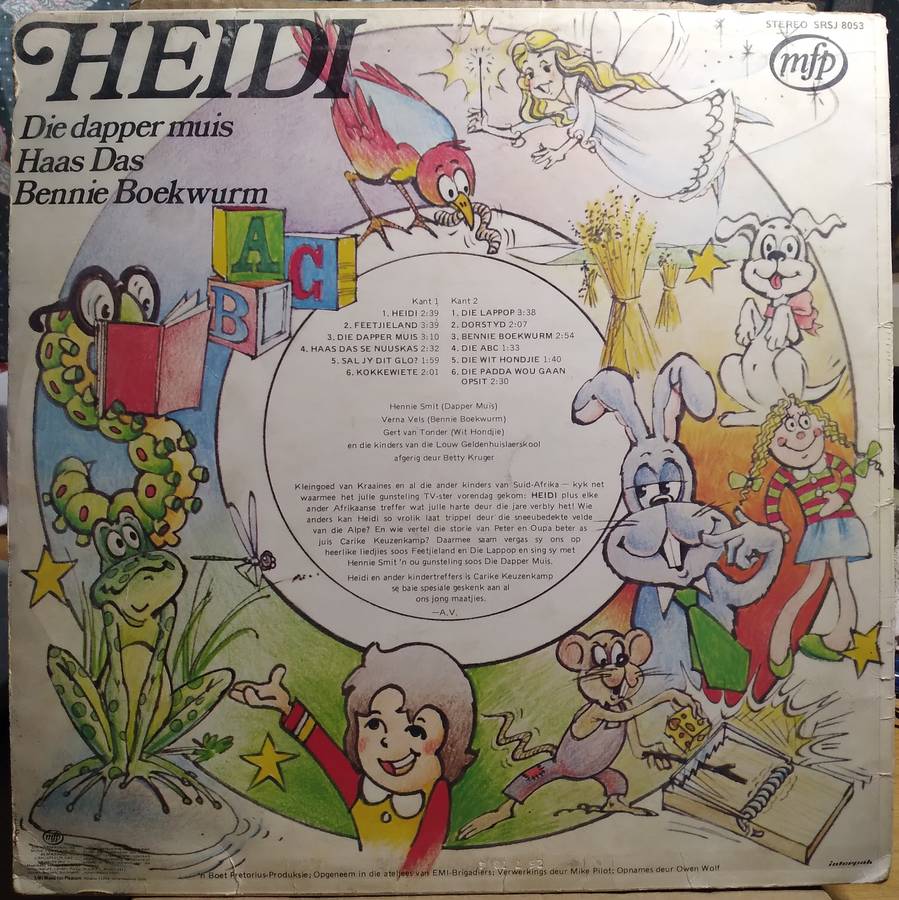 HEIDI
Die dapper muis
Haas Das
Bennie Boekwurm
STEREO SRSJ 8053
mfp
A
B
C
Kant 1
1. HEIDI 2:39
2. FEETJIELAND 3:39
3. DIE DAPPER MUIS 3:10
4. HAAS DAS SE NUUSKAS 2:32
5. SAL JY DIT GLO? 1:59
6. KOKKEWIETE 2:01
Kant 2
1. DIE LAPPOP 3:38
2. DORSTYD 2:07
3. BENNIE BOEKWURM 2:54
4. DIE ABC 1:33
5. DIE WIT HONDJIE 1:40
6. DIE PADDA WOU GAAN
OPSIT 2:30
Hennie Smit (Dapper Muis)
Verna Vels (Bennie Boekwurm)
Gert van Tonder (Wit Hondjie)
en die kinders van die Louw Geldenhuislaerskool
afgerig deur Betty Kruger
Kleingoed van Kraaines en al die ander kinders van Suid-Afrika — kyk net
waarmee het julle gunsteling TV-ster vorendag gekom: HEIDI plus elke
ander Afrikaanse treffer wat julle harte deur die jare verbly het! Wie
anders kan Heidi so vrolik laat trippel deur die sneeubedekte velde
van die Alpe? En wie vertel die storie van Peter en Oupa beter as
juis Carike Keuzenkamp? Daarmee saam vergas sy ons op
heerlike liedjies soos Feetjieland en Die Lappop en sing sy met
Hennie Smit 'n ou gunsteling soos Die Dapper Muis.
Heidi en ander kindertreffers is Carike Keuzenkamp
se baie spesiale geskenk aan al
ons jong maatjies.
—A.V.
mfp
interpak
'n Boet Pretorius-Produksie; Opgeneem in die ateljees van EMI-Brigadiers; Verwerkings deur Mike Pilot; Opnames deur Owen Wolf